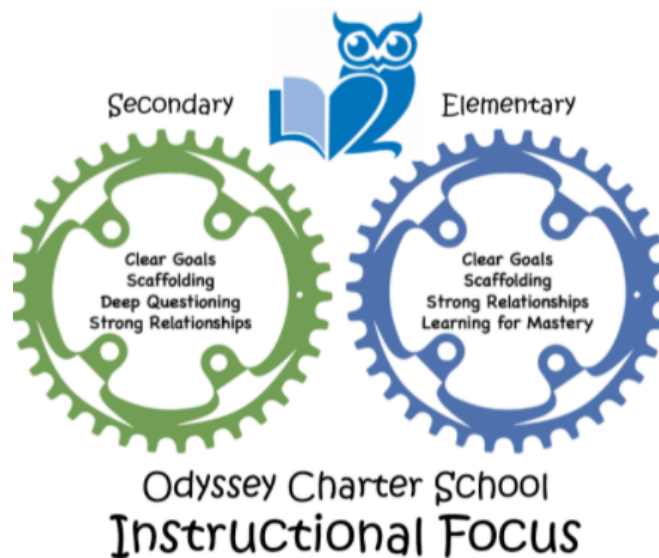 Secondary
Elementary
Clear Goals
Scaffolding
Deep Questioning
Strong Relationships
Clear Goals
Scaffolding
Strong Relationships
Learning for Mastery
Odyssey Charter School
Instructional Focus